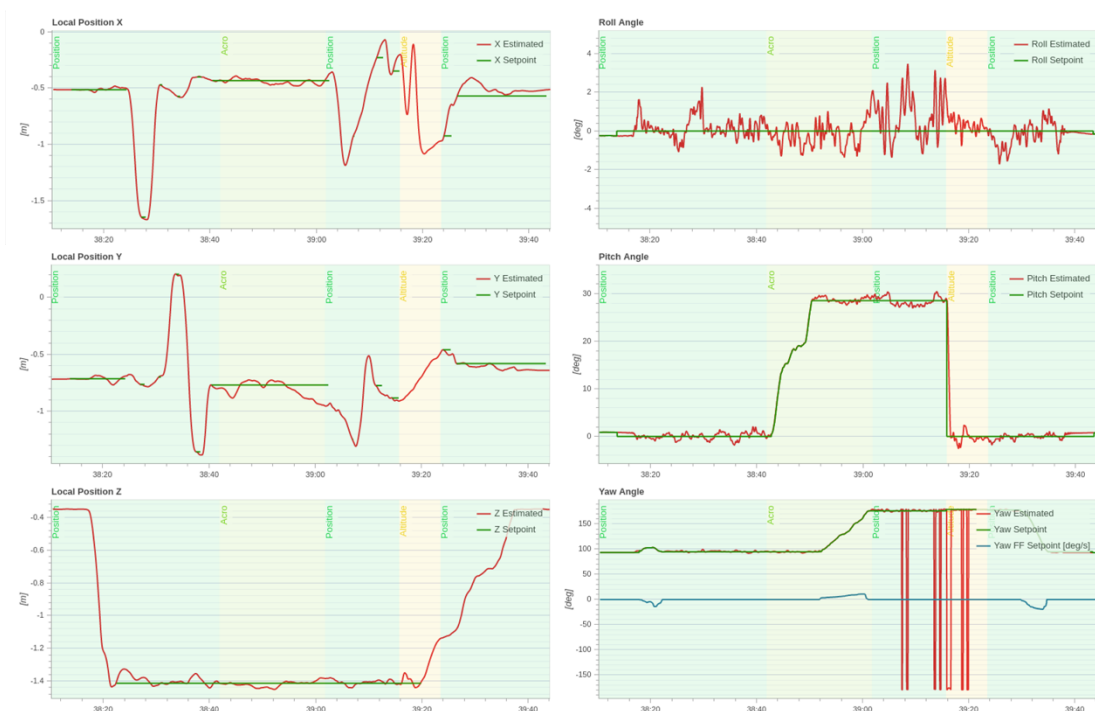 Local Position X
0
-0.5
-1
-1.5
[m]
Position
Acro
Position
Altitude
Position
X Estimated
X Setpoint
38:20
38:40
39:00
39:20
39:40
Roll Angle
4
2
0
-2
-4
[deg]
Position
Acro
Position
Altitude
Position
Roll Estimated
Roll Setpoint
38:20
38:40
39:00
39:20
39:40
Local Position Y
0
-0.5
-1
[m]
Position
Acro
Position
Altitude
Position
Y Estimated
Y Setpoint
38:20
38:40
39:00
39:20
39:40
Pitch Angle
30
20
10
0
[deg]
Position
Acro
Position
Altitude
Position
Pitch Estimated
Pitch Setpoint
38:20
38:40
39:00
39:20
39:40
Local Position Z
-0.4
-0.6
-0.8
-1
-1.2
-1.4
[m]
Position
Acro
Position
Altitude
Position
Z Estimated
Z Setpoint
38:20
38:40
39:00
39:20
39:40
Yaw Angle
150
100
50
0
-50
-100
-150
[deg]
Position
Acro
Position
Altitude
Position
Yaw Estimated
Yaw Setpoint
Yaw FF Setpoint [deg/s]
38:20
38:40
39:00
39:20
39:40